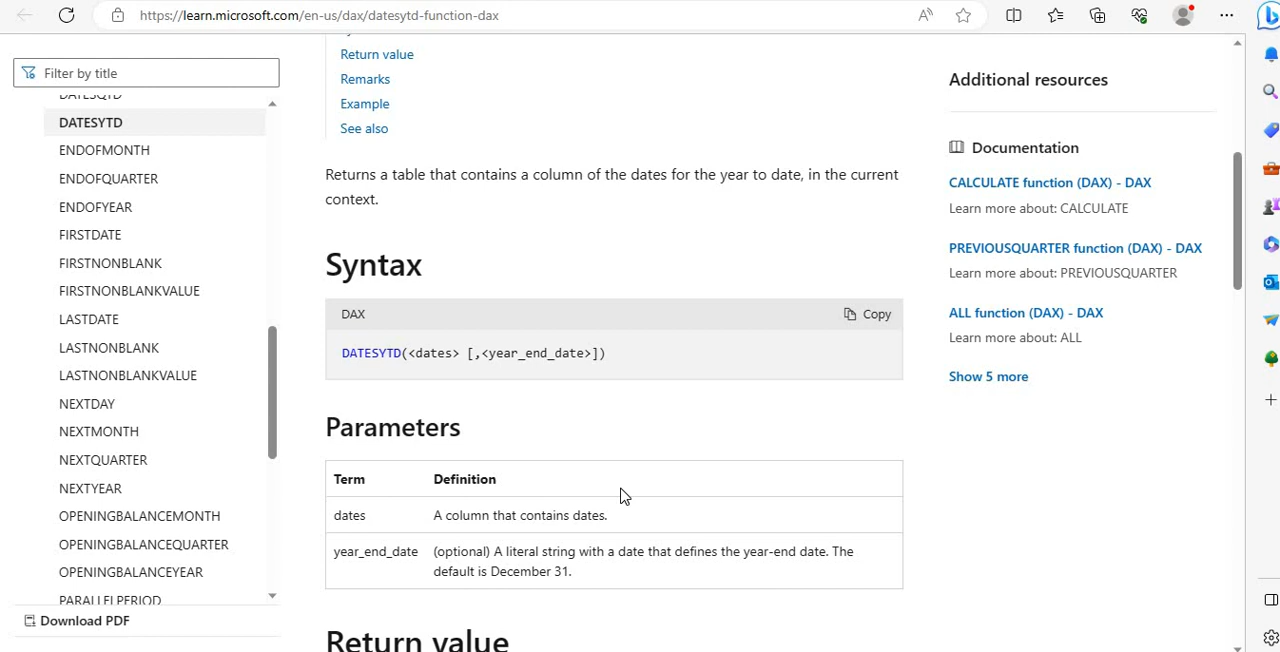 https://learn.microsoft.com/en-us/dax/datesytd-function-dax
Filter by title
DATESQTD
DATESYTD
ENDOFMONTH
ENDOFQUARTER
ENDOFYEAR
FIRSTDATE
FIRSTNONBLANK
FIRSTNONBLANKVALUE
LASTDATE
LASTNONBLANK
LASTNONBLANKVALUE
NEXTDAY
NEXTMONTH
NEXTQUARTER
NEXTYEAR
OPENINGBALANCEMONTH
OPENINGBALANCEQUARTER
OPENINGBALANCEYEAR
PARALLELPERIOD
Download PDF
Return value
Remarks
Example
See also
Returns a table that contains a column of the dates for the year to date, in the current
context.
Syntax
DAX
Copy
DATESYTD(<dates> [,<year_end_date>])
Parameters
Term Definition
dates A column that contains dates.
year_end_date (optional) A literal string with a date that defines the year-end date. The
default is December 31.
Return value
Additional resources
Documentation
CALCULATE function (DAX) - DAX
Learn more about: CALCULATE
PREVIOUSQUARTER function (DAX) - DAX
Learn more about: PREVIOUSQUARTER
ALL function (DAX) - DAX
Learn more about: ALL
Show 5 more